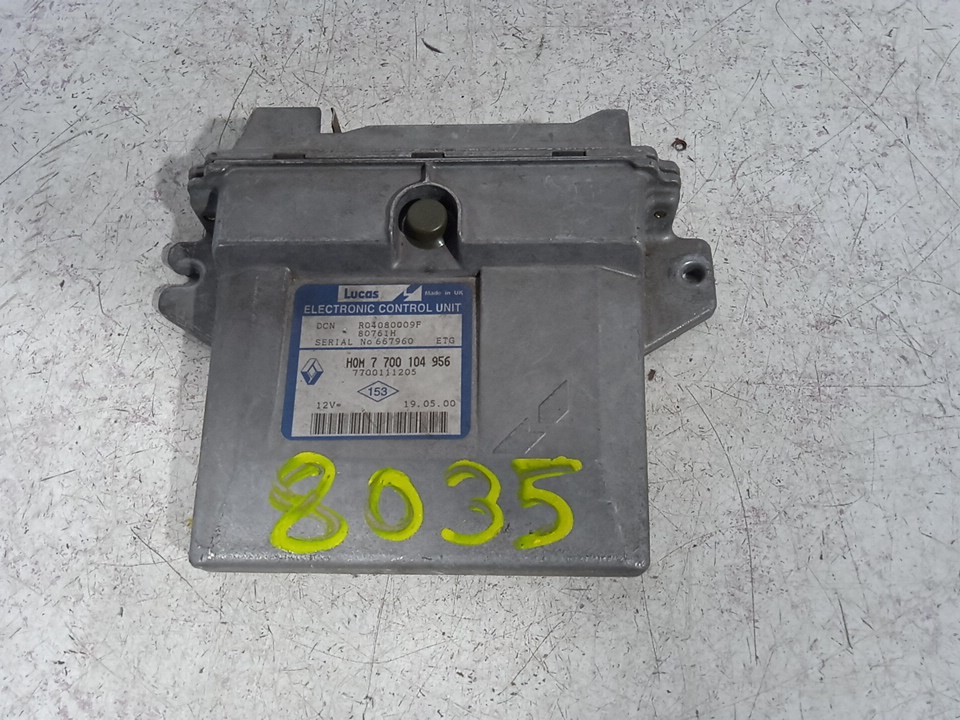 Lucas Made in UK
ELECTRONIC CONTROL UNIT
DCN R04080009F
80761H
SERIAL No 667960 ETG
HOM 7 700 104 956
7700111205
153
12V= 19.05.00
8035